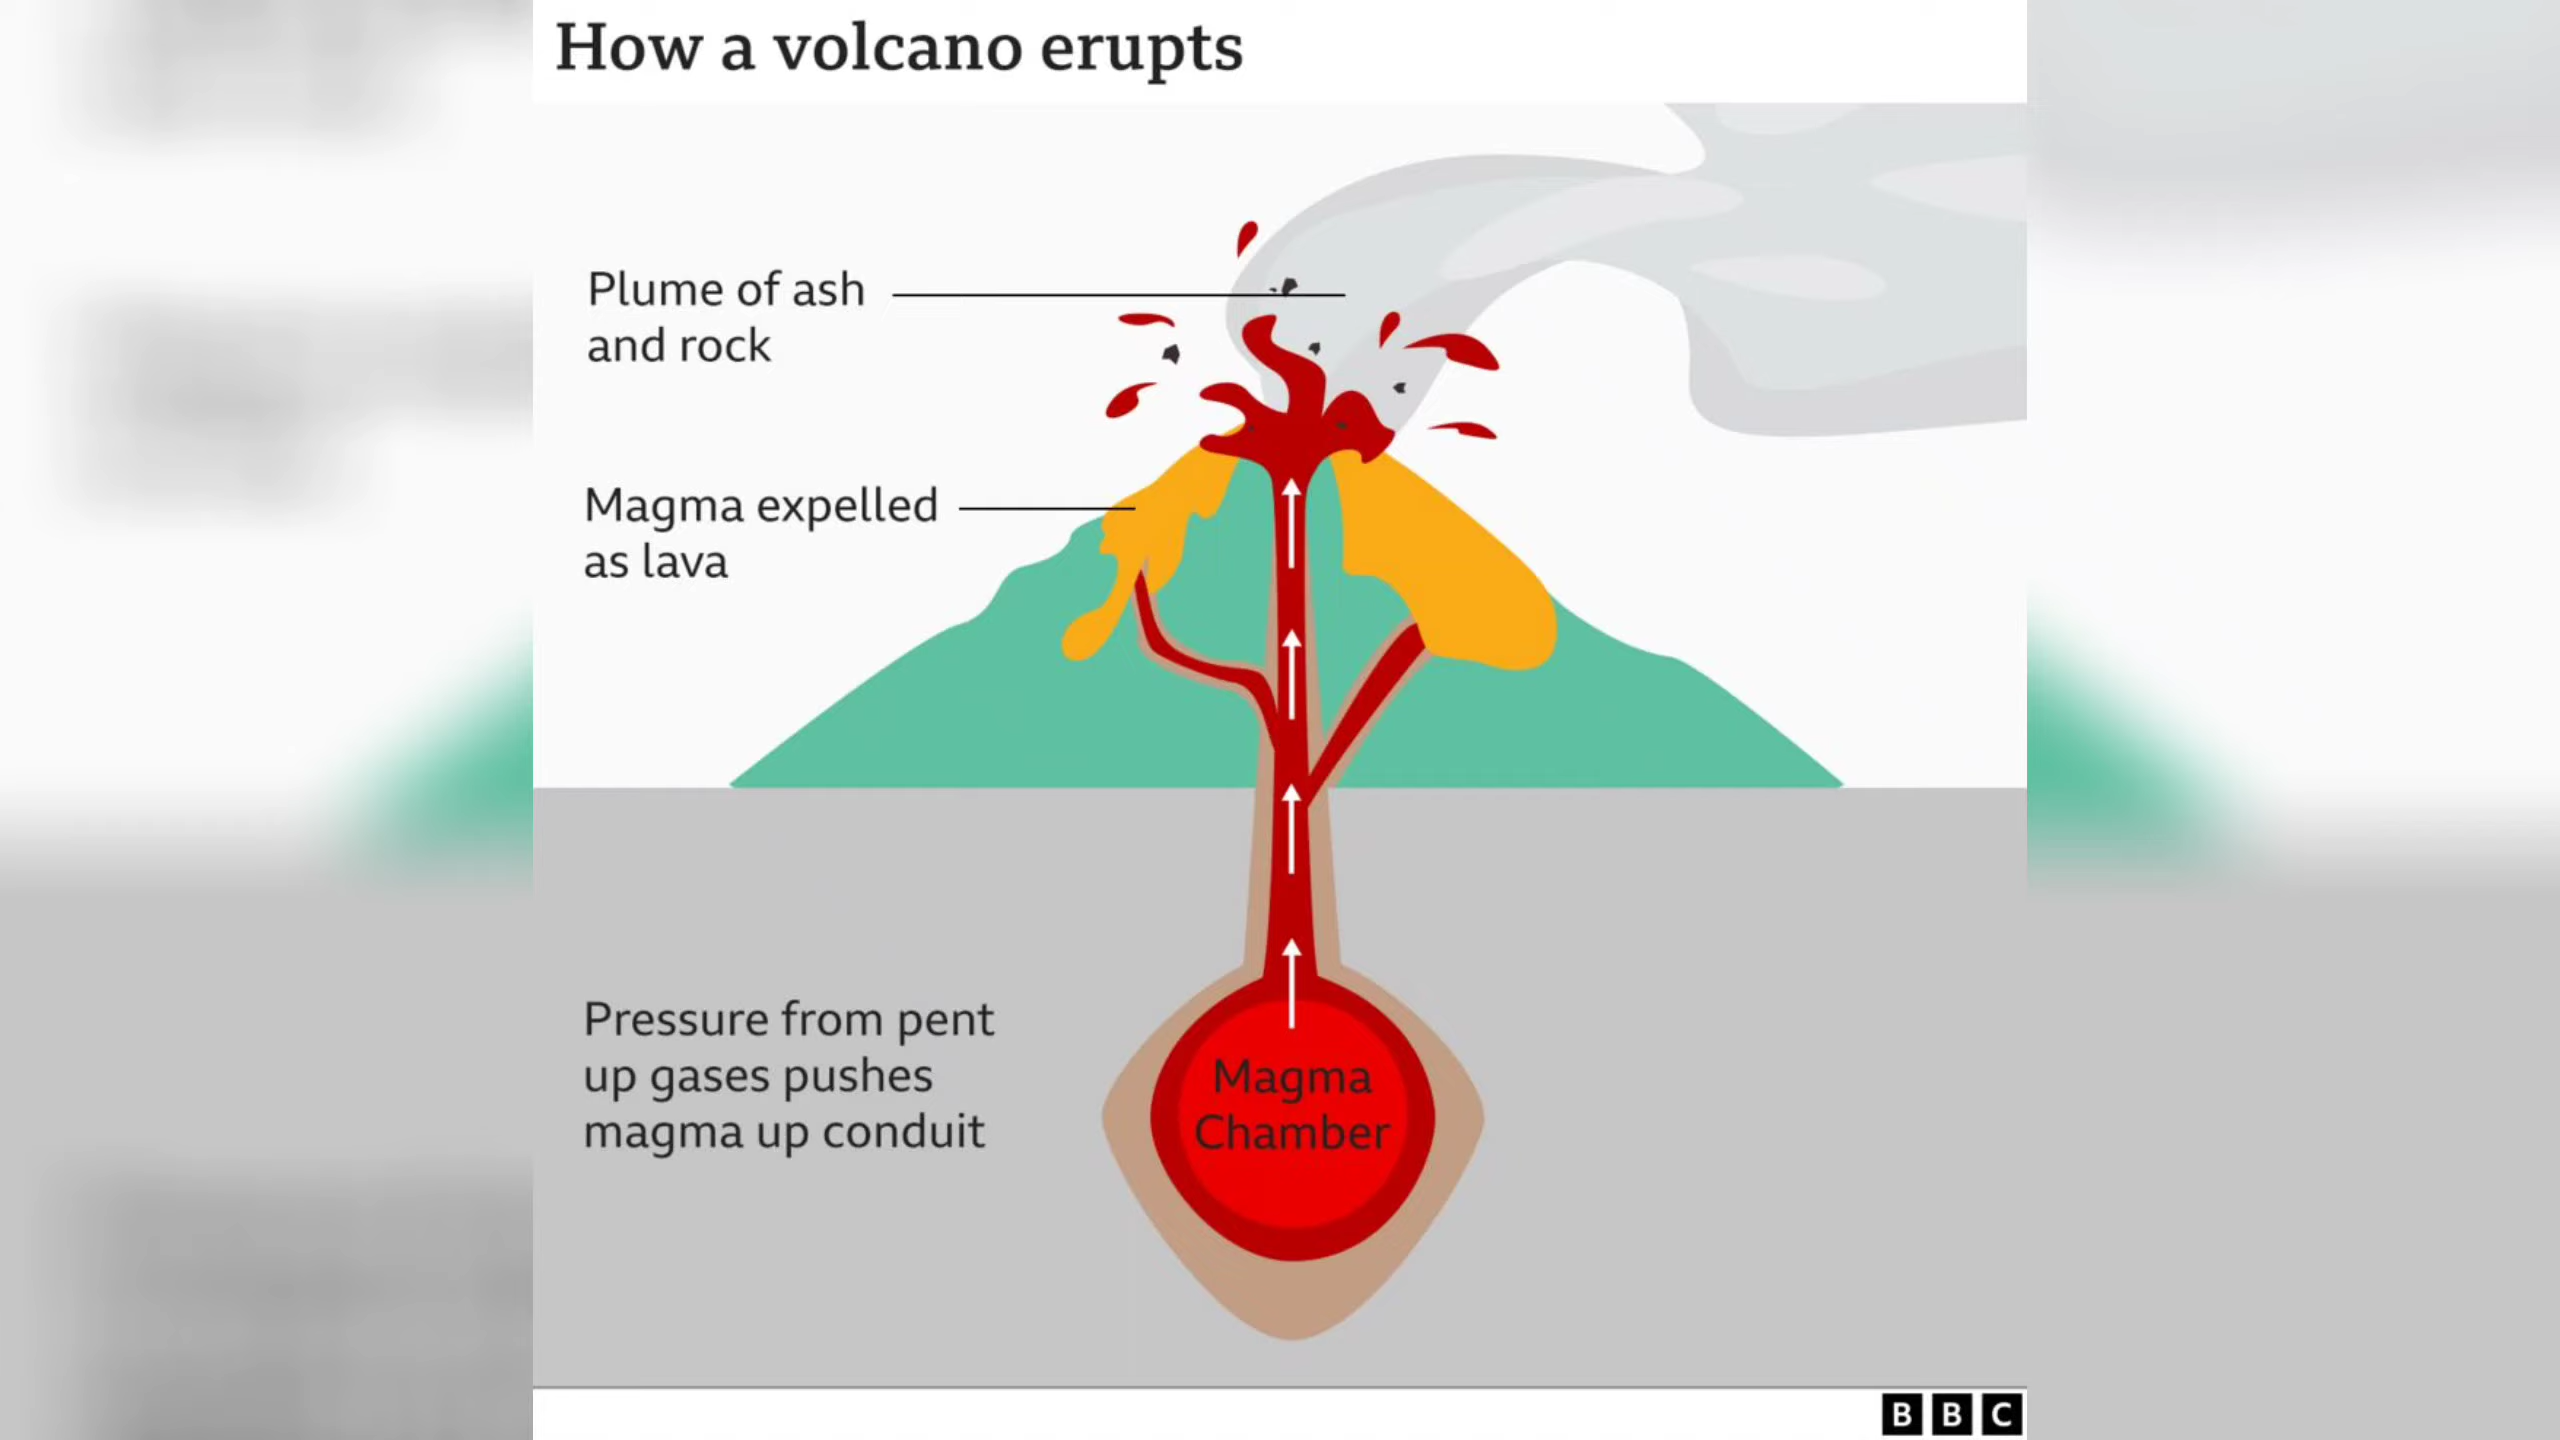 How a volcano erupts
Plume of ash
and rock
Magma expelled
as lava
Pressure from pent
up gases pushes
magma up conduit
Magma
Chamber
BBC